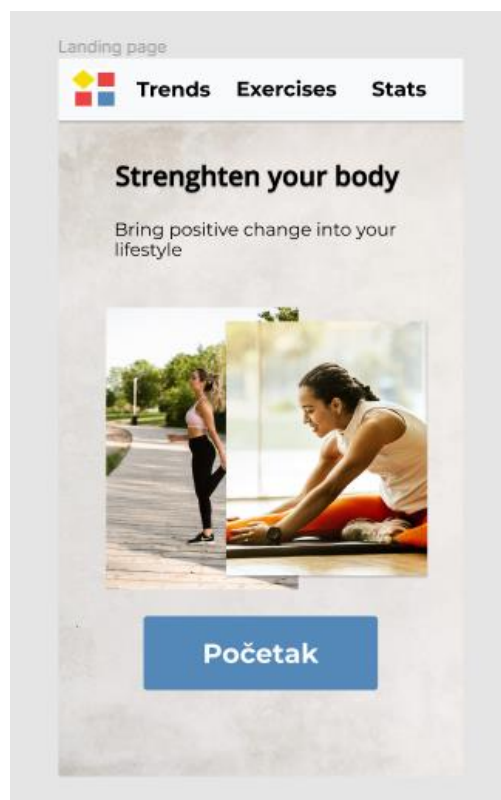 Landing page
Trends Exercises Stats
Strenghten your body
Bring positive change into your
lifestyle
Početak